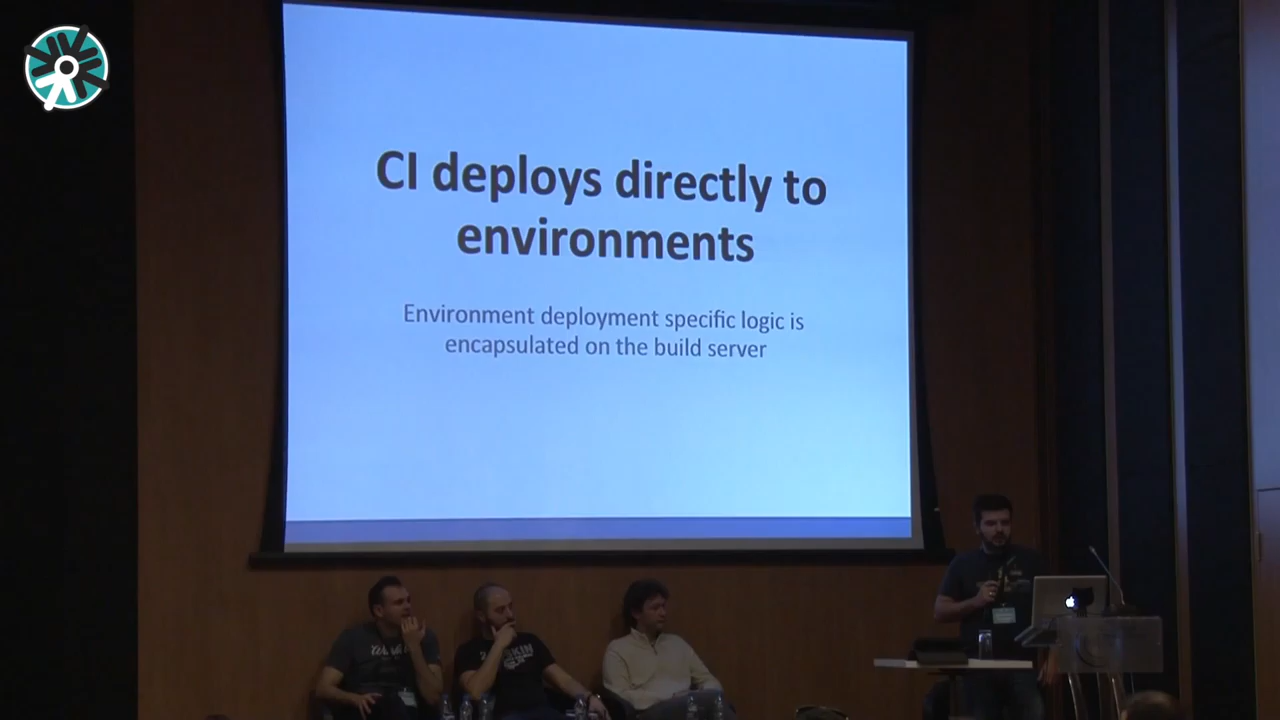 CI deploys directly to
environments
Environment deployment specific logic is
encapsulated on the build server